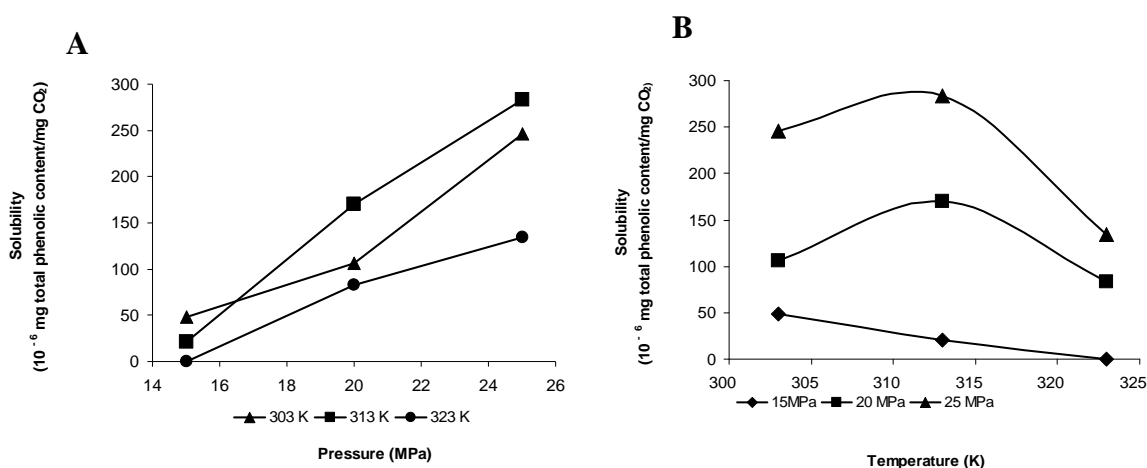 A
Solubility
(10⁻⁶ mg total phenolic content/mg CO₂)
300
250
200
150
100
50
0
14 16 18 20 22 24 26
303 K 313 K 323 K
Pressure (MPa)
B
Solubility
(10⁻⁶ mg total phenolic content/mg CO₂)
300
250
200
150
100
50
0
300 305 310 315 320 325
15MPa 20 MPa 25 MPa
Temperature (K)